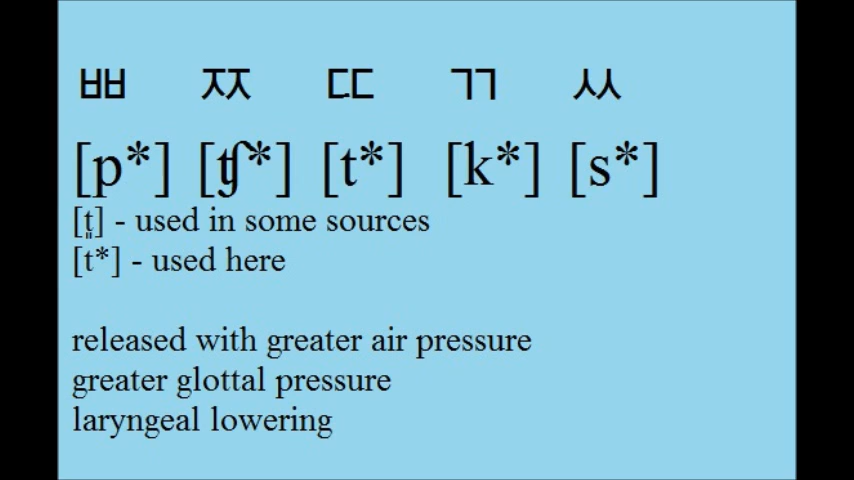 ㅃ ㅉ ㄸ ㄲ ㅆ
[p*] [ʧ*] [t*] [k*] [s*]
[t͈] - used in some sources
[t*] - used here
released with greater air pressure
greater glottal pressure
laryngeal lowering